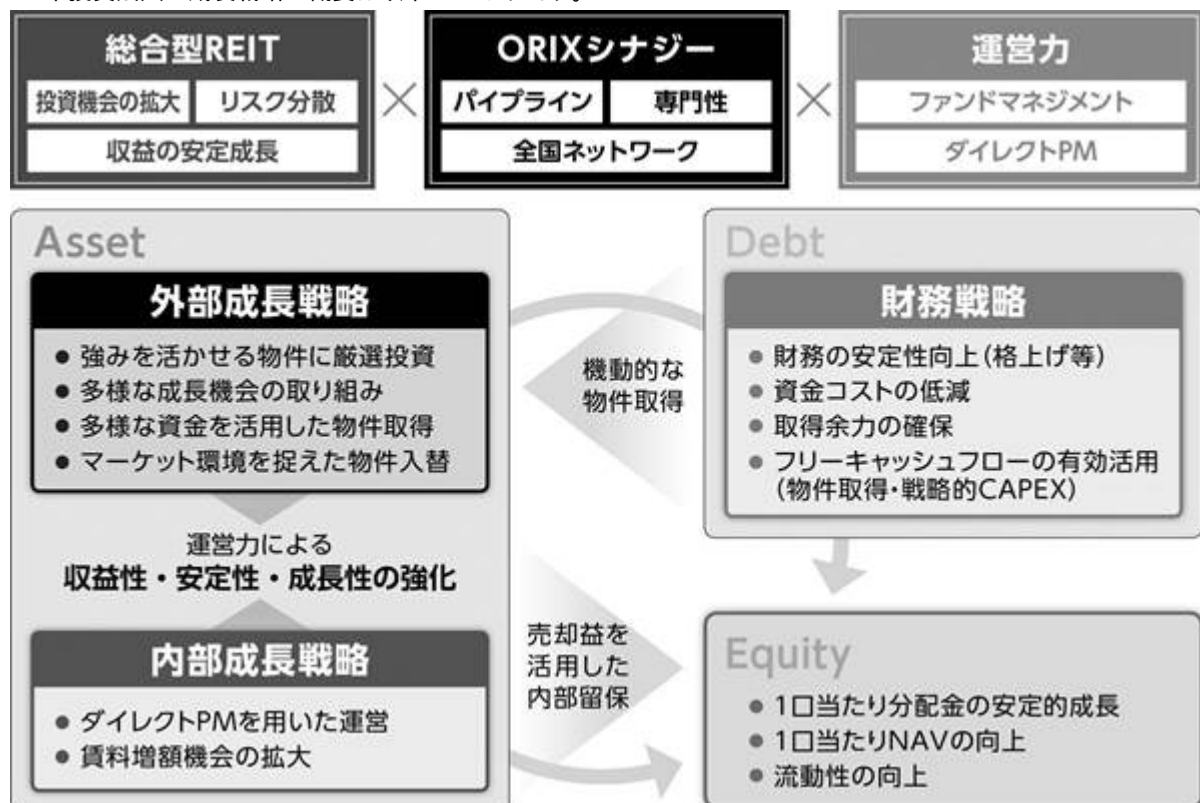 総合型REIT
投資機会の拡大
リスク分散
収益の安定成長
×
ORIXシナジー
パイプライン
専門性
全国ネットワーク
×
運営力
ファンドマネジメント
ダイレクトPM
Asset
外部成長戦略
● 強みを活かせる物件に厳選投資
● 多様な成長機会の取り組み
● 多様な資金を活用した物件取得
● マーケット環境を捉えた物件入替
運営力による
収益性・安定性・成長性の強化
内部成長戦略
● ダイレクトPMを用いた運営
● 賃料増額機会の拡大
機動的な
物件取得
売却益を
活用した
内部留保
Debt
財務戦略
● 財務の安定性向上(格上げ等)
● 資金コストの低減
● 取得余力の確保
● フリーキャッシュフローの有効活用
(物件取得・戦略的CAPEX)
Equity
● 1口当たり分配金の安定的成長
● 1口当たりNAVの向上
● 流動性の向上